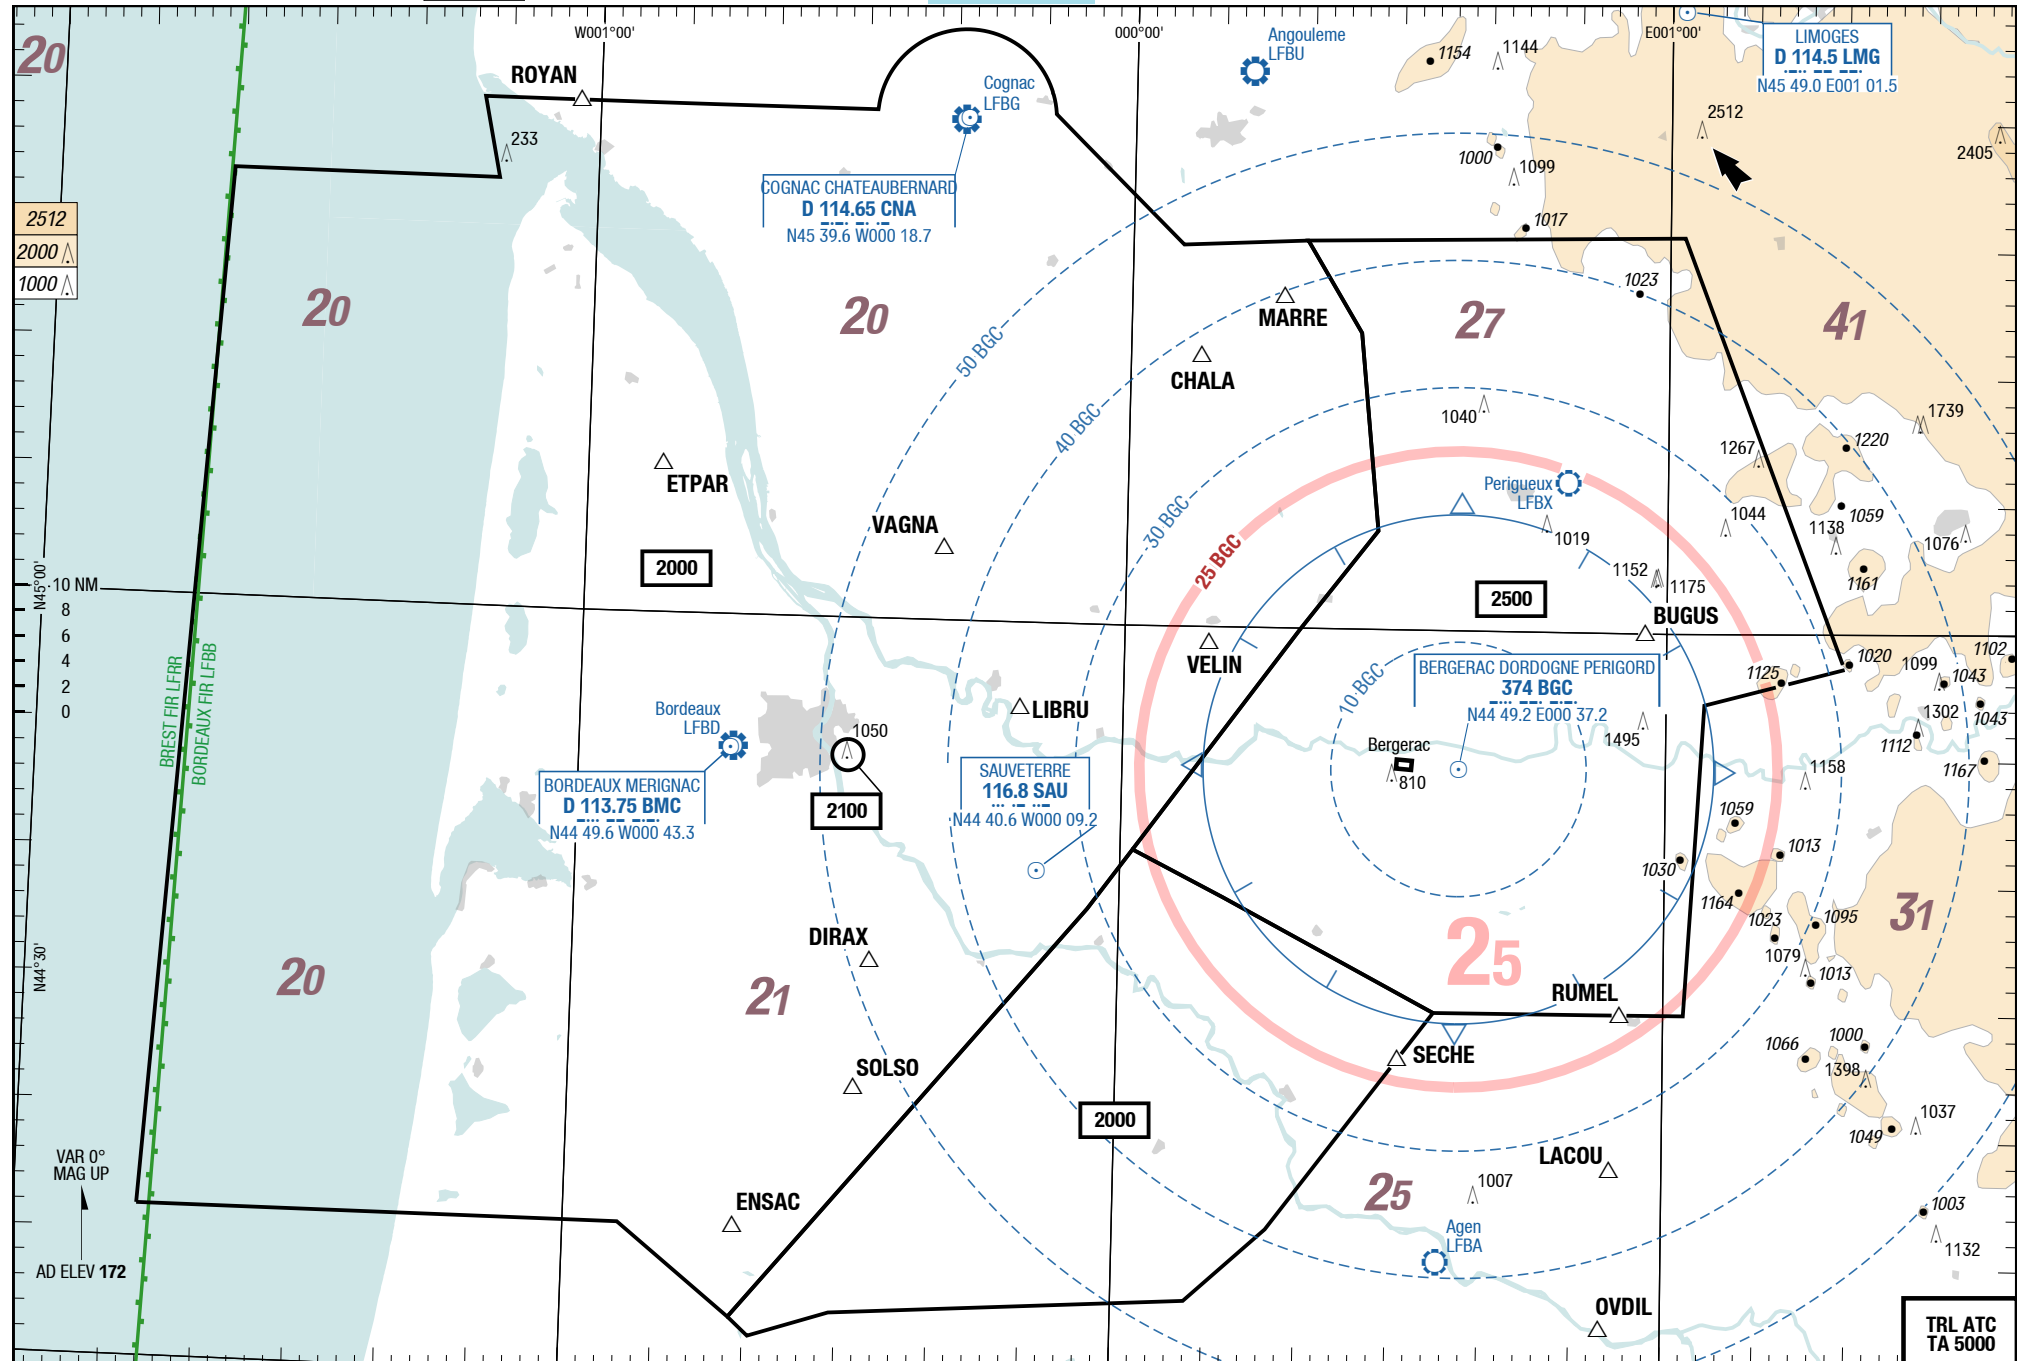 20
W001°00'
000°00'
E001°00'
ROYAN
233
Cognac
LFBG
Angouleme
LFBU
1154
1144
LIMOGES
D 114.5 LMG
N45 49.0 E001 01.5
2512
2405
1000
1099
1017
COGNAC CHATEAUBERNARD
D 114.65 CNA
N45 39.6 W000 18.7
2512
2000
1000
20
20
27
41
1023
MARRE
CHALA
50 BGC
40 BGC
30 BGC
25 BGC
10 BGC
1040
1739
1220
1267
ETPAR
VAGNA
Perigueux
LFBX
1019
1044
1059
1138
1076
1161
2000
2500
1152
1175
BUGUS
N45°00'
10 NM
8
6
4
2
0
BREST FIR LFRR
BORDEAUX FIR LFBB
VELIN
BERGERAC DORDOGNE PERIGORD
374 BGC
N44 49.2 E000 37.2
1125
1020
1099
1102
1043
1043
1302
1112
1167
LIBRU
Bordeaux
LFBD
1050
1495
Bergerac
810
1158
BORDEAUX MERIGNAC
D 113.75 BMC
N44 49.6 W000 43.3
2100
SAUVETERRE
116.8 SAU
N44 40.6 W000 09.2
1059
1013
1030
1164
1023
1095
31
1079
1013
DIRAX
N44°30'
20
21
25
RUMEL
SECHE
SOLSO
1066
1000
1398
1037
1049
2000
LACOU
1007
25
1003
1132
VAR 0°
MAG UP
AD ELEV 172
ENSAC
Agen
LFBA
OVDIL
TRL ATC
TA 5000